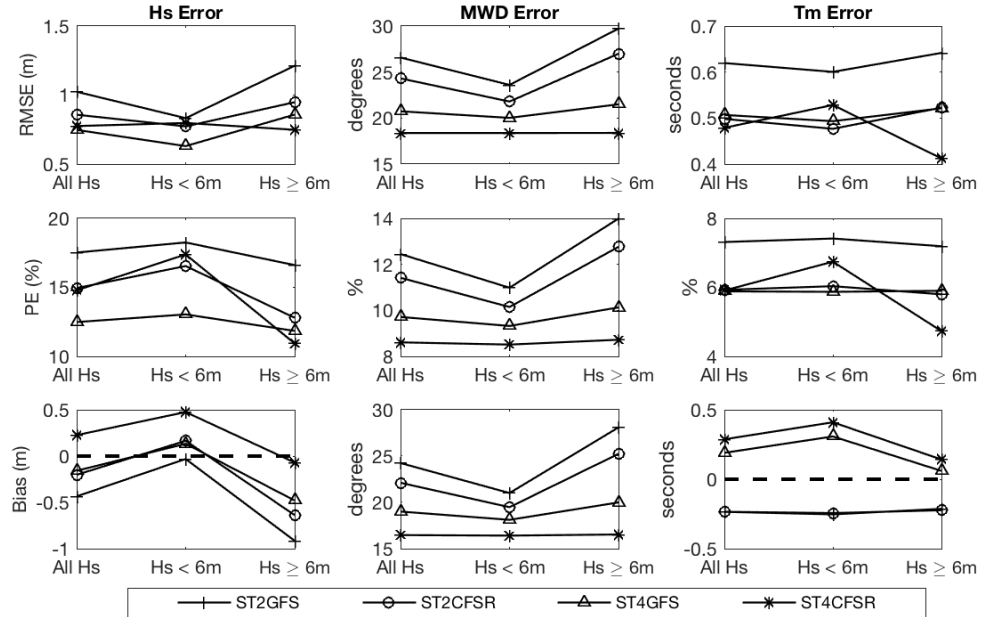 Hs Error
MWD Error
Tm Error
RMSE (m)
1.5
1
0.5
All Hs
Hs < 6m
Hs ≥ 6m
degrees
30
25
20
15
All Hs
Hs < 6m
Hs ≥ 6m
seconds
0.7
0.6
0.5
0.4
All Hs
Hs < 6m
Hs ≥ 6m
PE (%)
20
15
10
All Hs
Hs < 6m
Hs ≥ 6m
%
14
12
10
8
All Hs
Hs < 6m
Hs ≥ 6m
%
8
6
4
All Hs
Hs < 6m
Hs ≥ 6m
Bias (m)
0.5
0
-0.5
-1
All Hs
Hs < 6m
Hs ≥ 6m
degrees
30
25
20
15
All Hs
Hs < 6m
Hs ≥ 6m
seconds
0.5
0
-0.5
All Hs
Hs < 6m
Hs ≥ 6m
ST2GFS
ST2CFSR
ST4GFS
ST4CFSR